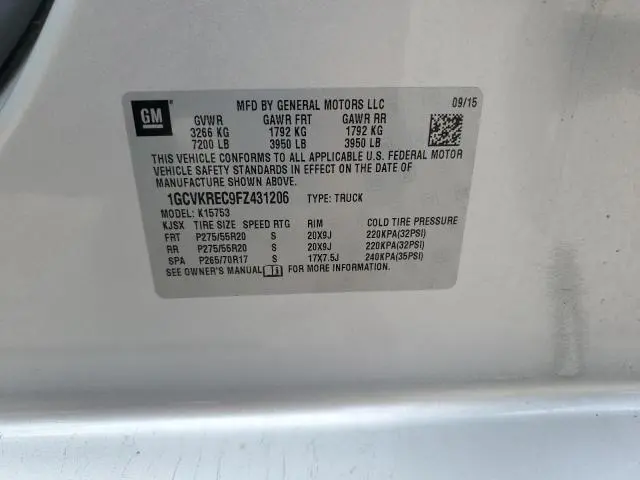 GM
MFD BY GENERAL MOTORS LLC 09/15
GVWR GAWR FRT GAWR RR
3266 KG 1792 KG 1792 KG
7200 LB 3950 LB 3950 LB
THIS VEHICLE CONFORMS TO ALL APPLICABLE U.S. FEDERAL MOTOR
VEHICLE SAFETY STANDARDS IN EFFECT ON THE DATE OF
MANUFACTURE SHOWN ABOVE.
1GCVKREC9FZ431206 TYPE: TRUCK
MODEL: K15753
KJSX TIRE SIZE SPEED RTG RIM COLD TIRE PRESSURE
FRT P275/55R20 S 20X9J 220KPA(32PSI)
RR P275/55R20 S 20X9J 220KPA(32PSI)
SPA P265/70R17 S 17X7.5J 240KPA(35PSI)
SEE OWNER'S MANUAL FOR MORE INFORMATION.